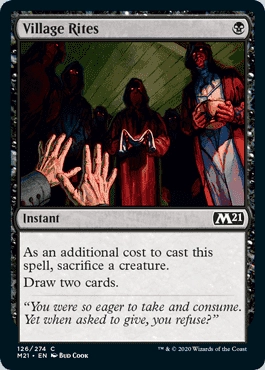 Village Rites
Instant
M21
As an additional cost to cast this
spell, sacrifice a creature.
Draw two cards.
“You were so eager to take and consume.
Yet when asked to give, you refuse?”
126/274 C
M21 • EN Bud Cook
™ & © 2020 Wizards of the Coast